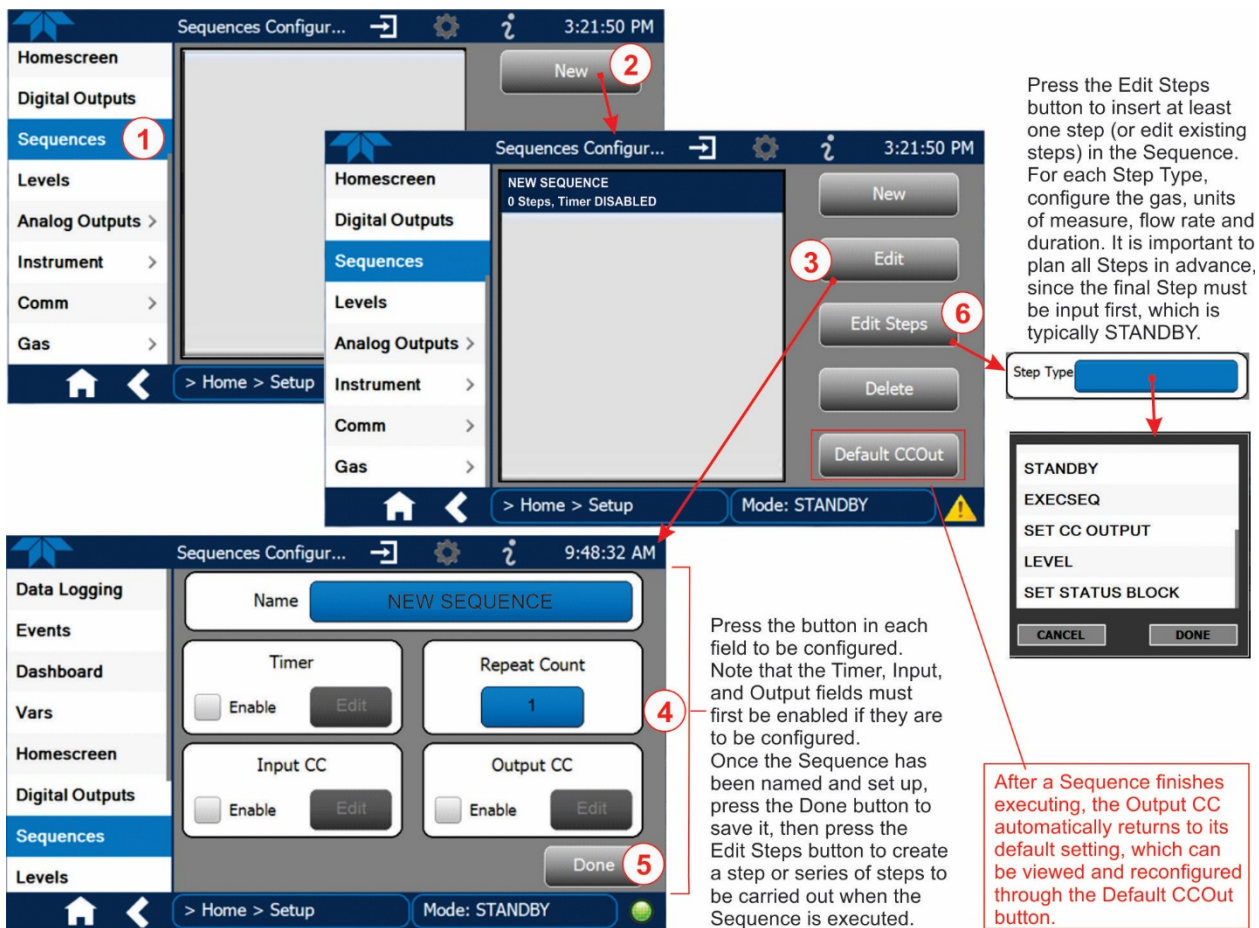 Sequences Configur...
3:21:50 PM
Homescreen
Digital Outputs
Sequences
1
Levels
Analog Outputs >
Instrument >
Comm >
Gas >
New
2
> Home > Setup
Sequences Configur...
3:21:50 PM
Homescreen
Digital Outputs
Sequences
Levels
Analog Outputs >
Instrument >
Comm >
Gas >
NEW SEQUENCE
0 Steps, Timer DISABLED
New
3
Edit
Edit Steps
6
Delete
Default CCOut
> Home > Setup
Mode: STANDBY
Press the Edit Steps
button to insert at least
one step (or edit existing
steps) in the Sequence.
For each Step Type,
configure the gas, units
of measure, flow rate and
duration. It is important to
plan all Steps in advance,
since the final Step must
be input first, which is
typically STANDBY.
Step Type
STANDBY
EXECSEQ
SET CC OUTPUT
LEVEL
SET STATUS BLOCK
CANCEL
DONE
Sequences Configur...
9:48:32 AM
Data Logging
Events
Dashboard
Vars
Homescreen
Digital Outputs
Sequences
Levels
Name
NEW SEQUENCE
Timer
Enable
Edit
Repeat Count
1
4
Input CC
Enable
Edit
Output CC
Enable
Edit
Done
5
> Home > Setup
Mode: STANDBY
Press the button in each
field to be configured.
Note that the Timer, Input,
and Output fields must
first be enabled if they are
to be configured.
Once the Sequence has
been named and set up,
press the Done button to
save it, then press the
Edit Steps button to create
a step or series of steps to
be carried out when the
Sequence is executed.
After a Sequence finishes
executing, the Output CC
automatically returns to its
default setting, which can
be viewed and reconfigured
through the Default CCOut
button.